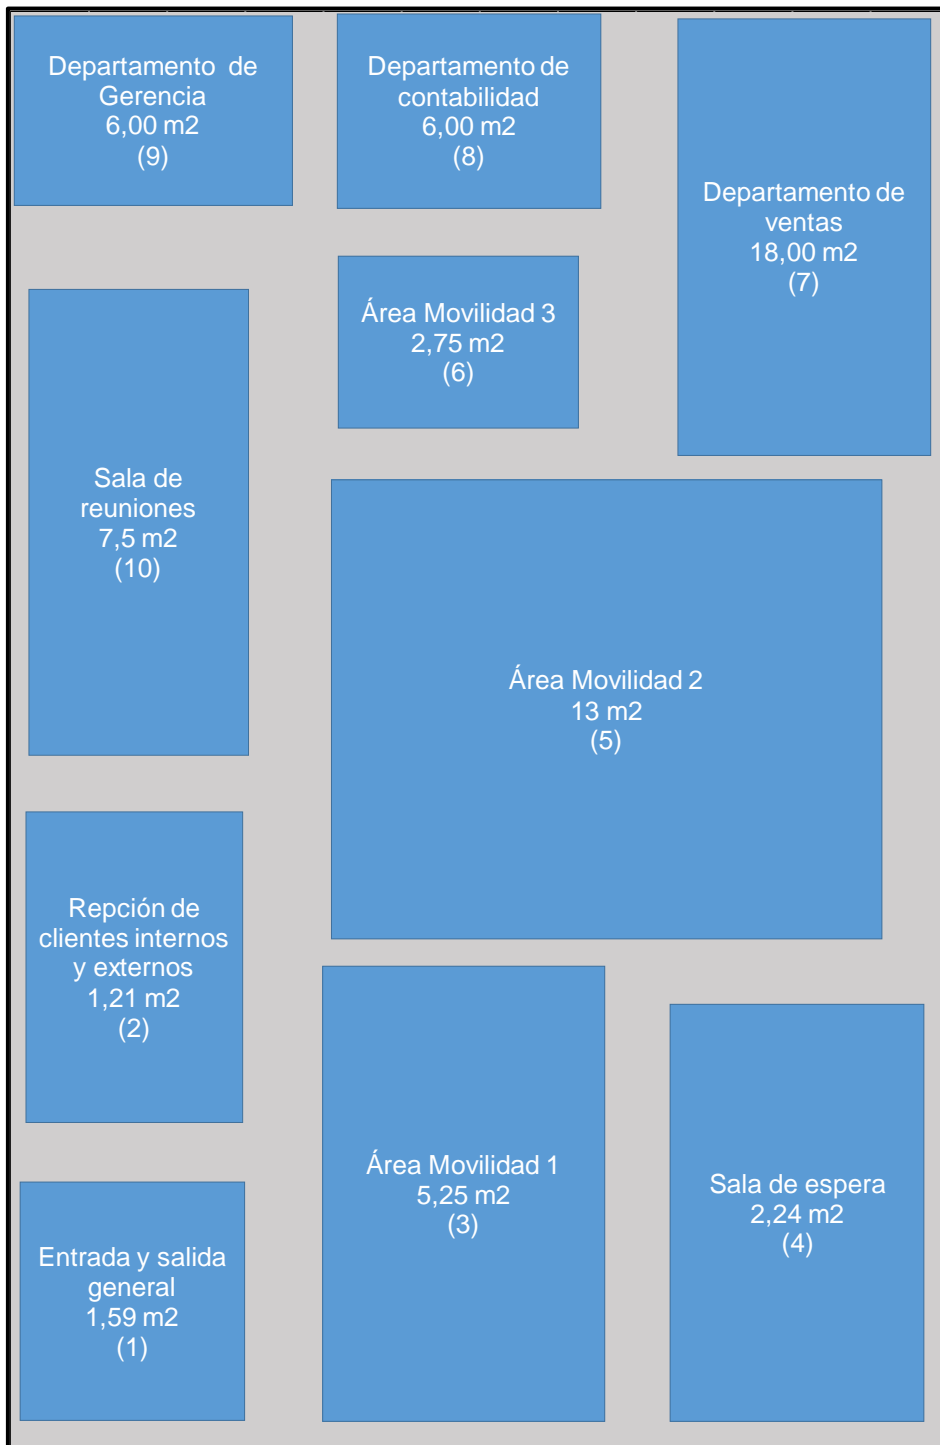 Departamento de
Gerencia
6,00 m2
(9)
Departamento de
contabilidad
6,00 m2
(8)
Departamento de
ventas
18,00 m2
(7)
Área Movilidad 3
2,75 m2
(6)
Sala de
reuniones
7,5 m2
(10)
Área Movilidad 2
13 m2
(5)
Repción de
clientes internos
y externos
1,21 m2
(2)
Área Movilidad 1
5,25 m2
(3)
Sala de espera
2,24 m2
(4)
Entrada y salida
general
1,59 m2
(1)